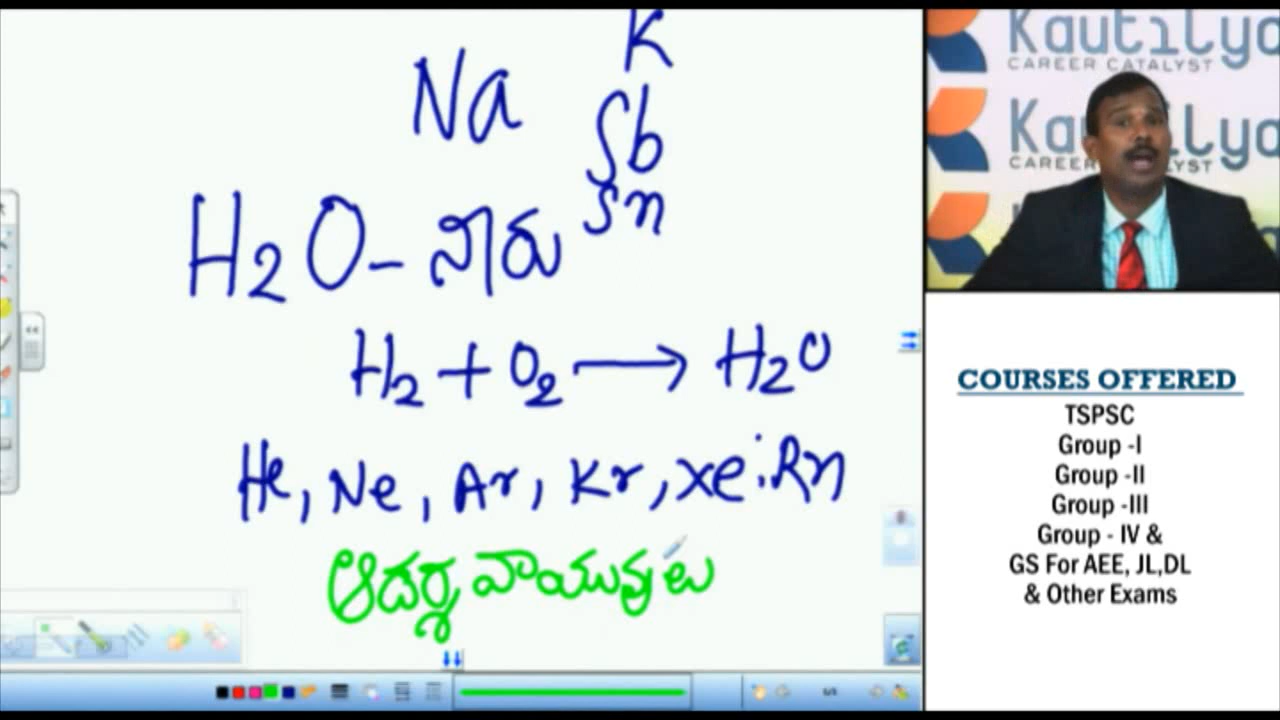 K
Na
Sb
Sn
H2O - నీరు
H2 + O2 → H2O
He, Ne, Ar, Kr, Xe. Rn
ఆదర్శ వాయువులు
Kautilya
CAREER CATALYST
Kautilya
CAREER CATALYST
COURSES OFFERED
TSPSC
Group -I
Group -II
Group -III
Group - IV &
GS For AEE, JL,DL
& Other Exams